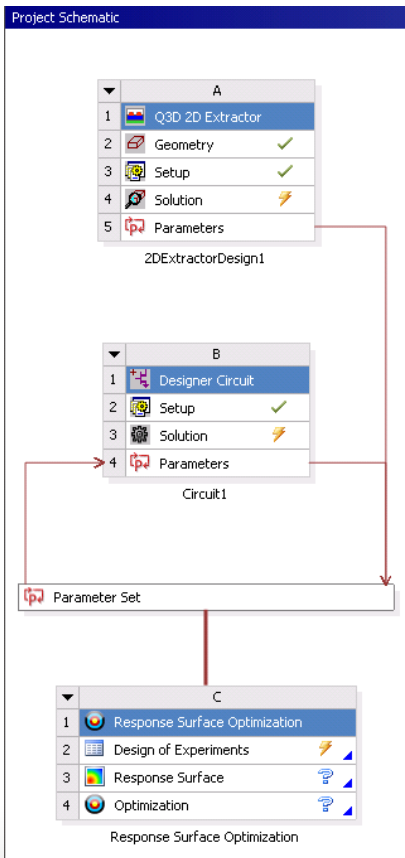 Project Schematic
A
1 Q3D 2D Extractor
2 Geometry
3 Setup
4 Solution
5 Parameters
2DExtractorDesign1
B
1 Designer Circuit
2 Setup
3 Solution
4 Parameters
Circuit1
Parameter Set
C
1 Response Surface Optimization
2 Design of Experiments
3 Response Surface
4 Optimization
Response Surface Optimization